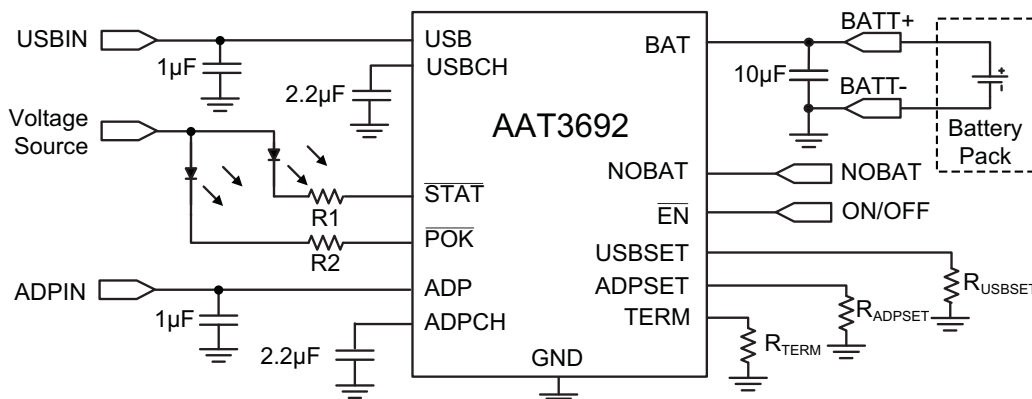 USBIN
1µF
USB
USBCH
2.2µF
Voltage
Source
STAT
R1
POK
R2
ADPIN
1µF
ADP
ADPCH
2.2µF
AAT3692
GND
BAT
BATT+
10µF
BATT-
Battery
Pack
+
-
NOBAT
NOBAT
EN
ON/OFF
USBSET
RUSBSET
ADPSET
RADPSET
TERM
RTERM